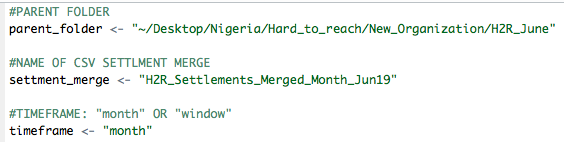 #PARENT FOLDER
parent_folder <- "~/Desktop/Nigeria/Hard_to_reach/New_Organization/H2R_June"
#NAME OF CSV SETTLMENT MERGE
settment_merge <- "H2R_Settlements_Merged_Month_Jun19"
#TIMEFRAME: "month" OR "window"
timeframe <- "month"